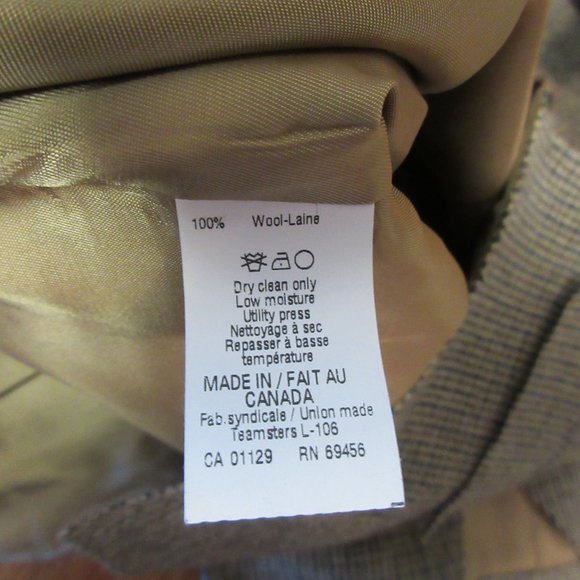 100% Wool-Laine
Dry clean only
Low moisture
Utility press
Nettoyage à sec
Repasser à basse
température
MADE IN / FAIT AU
CANADA
Fab.syndicale / Union made
Teamsters L-106
CA 01129 RN 69456